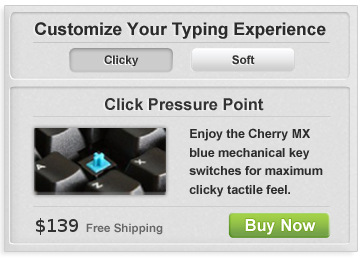 Customize Your Typing Experience
Clicky
Soft
Click Pressure Point
Enjoy the Cherry MX
blue mechanical key
switches for maximum
clicky tactile feel.
$139 Free Shipping
Buy Now